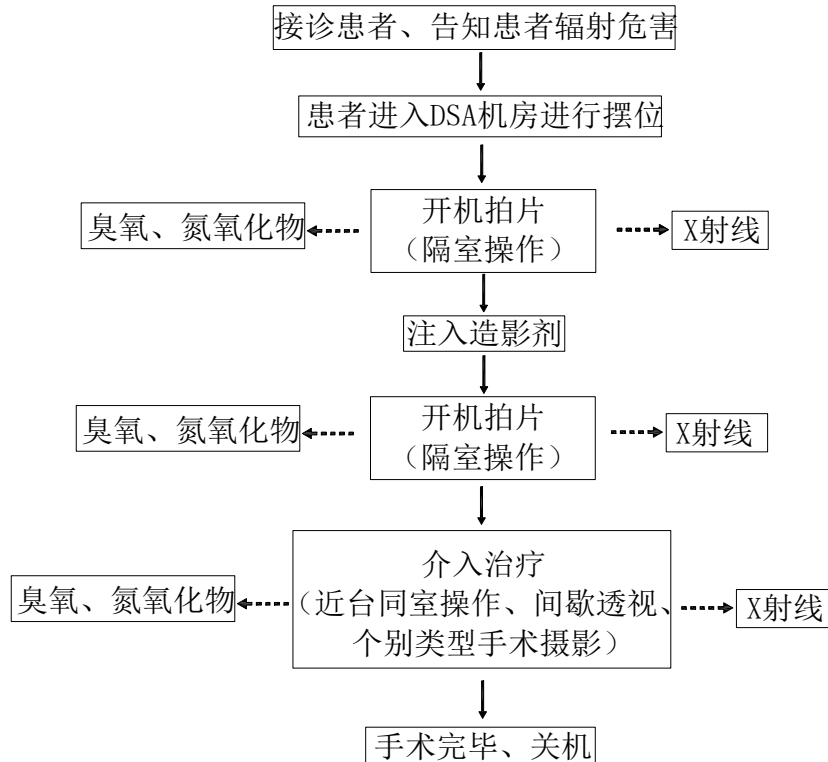 接诊患者、告知患者辐射危害
患者进入DSA机房进行摆位
臭氧、氮氧化物
开机拍片
（隔室操作）
X射线
注入造影剂
臭氧、氮氧化物
开机拍片
（隔室操作）
X射线
臭氧、氮氧化物
介入治疗
（近台同室操作、间歇透视、
个别类型手术摄影）
X射线
手术完毕、关机